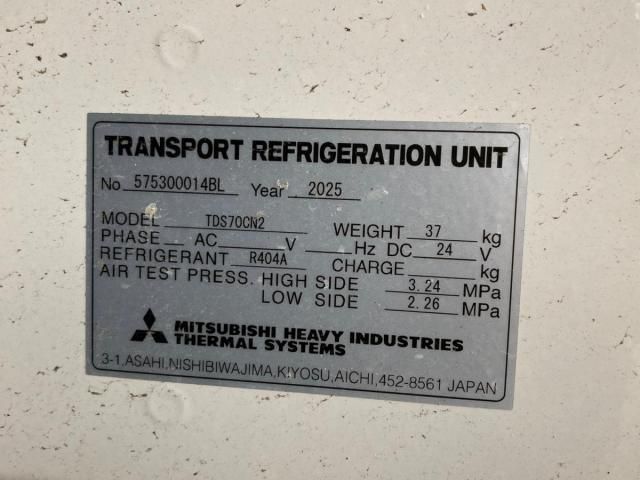 TRANSPORT REFRIGERATION UNIT
No 575300014BL Year 2025
MODEL TDS70CN2 WEIGHT 37 kg
PHASE AC V Hz DC 24 V
REFRIGERANT R404A CHARGE kg
AIR TEST PRESS. HIGH SIDE 3.24 MPa
LOW SIDE 2.26 MPa
MITSUBISHI HEAVY INDUSTRIES
THERMAL SYSTEMS
3-1,ASAHI,NISHIBIWAJIMA,KIYOSU,AICHI,452-8561 JAPAN